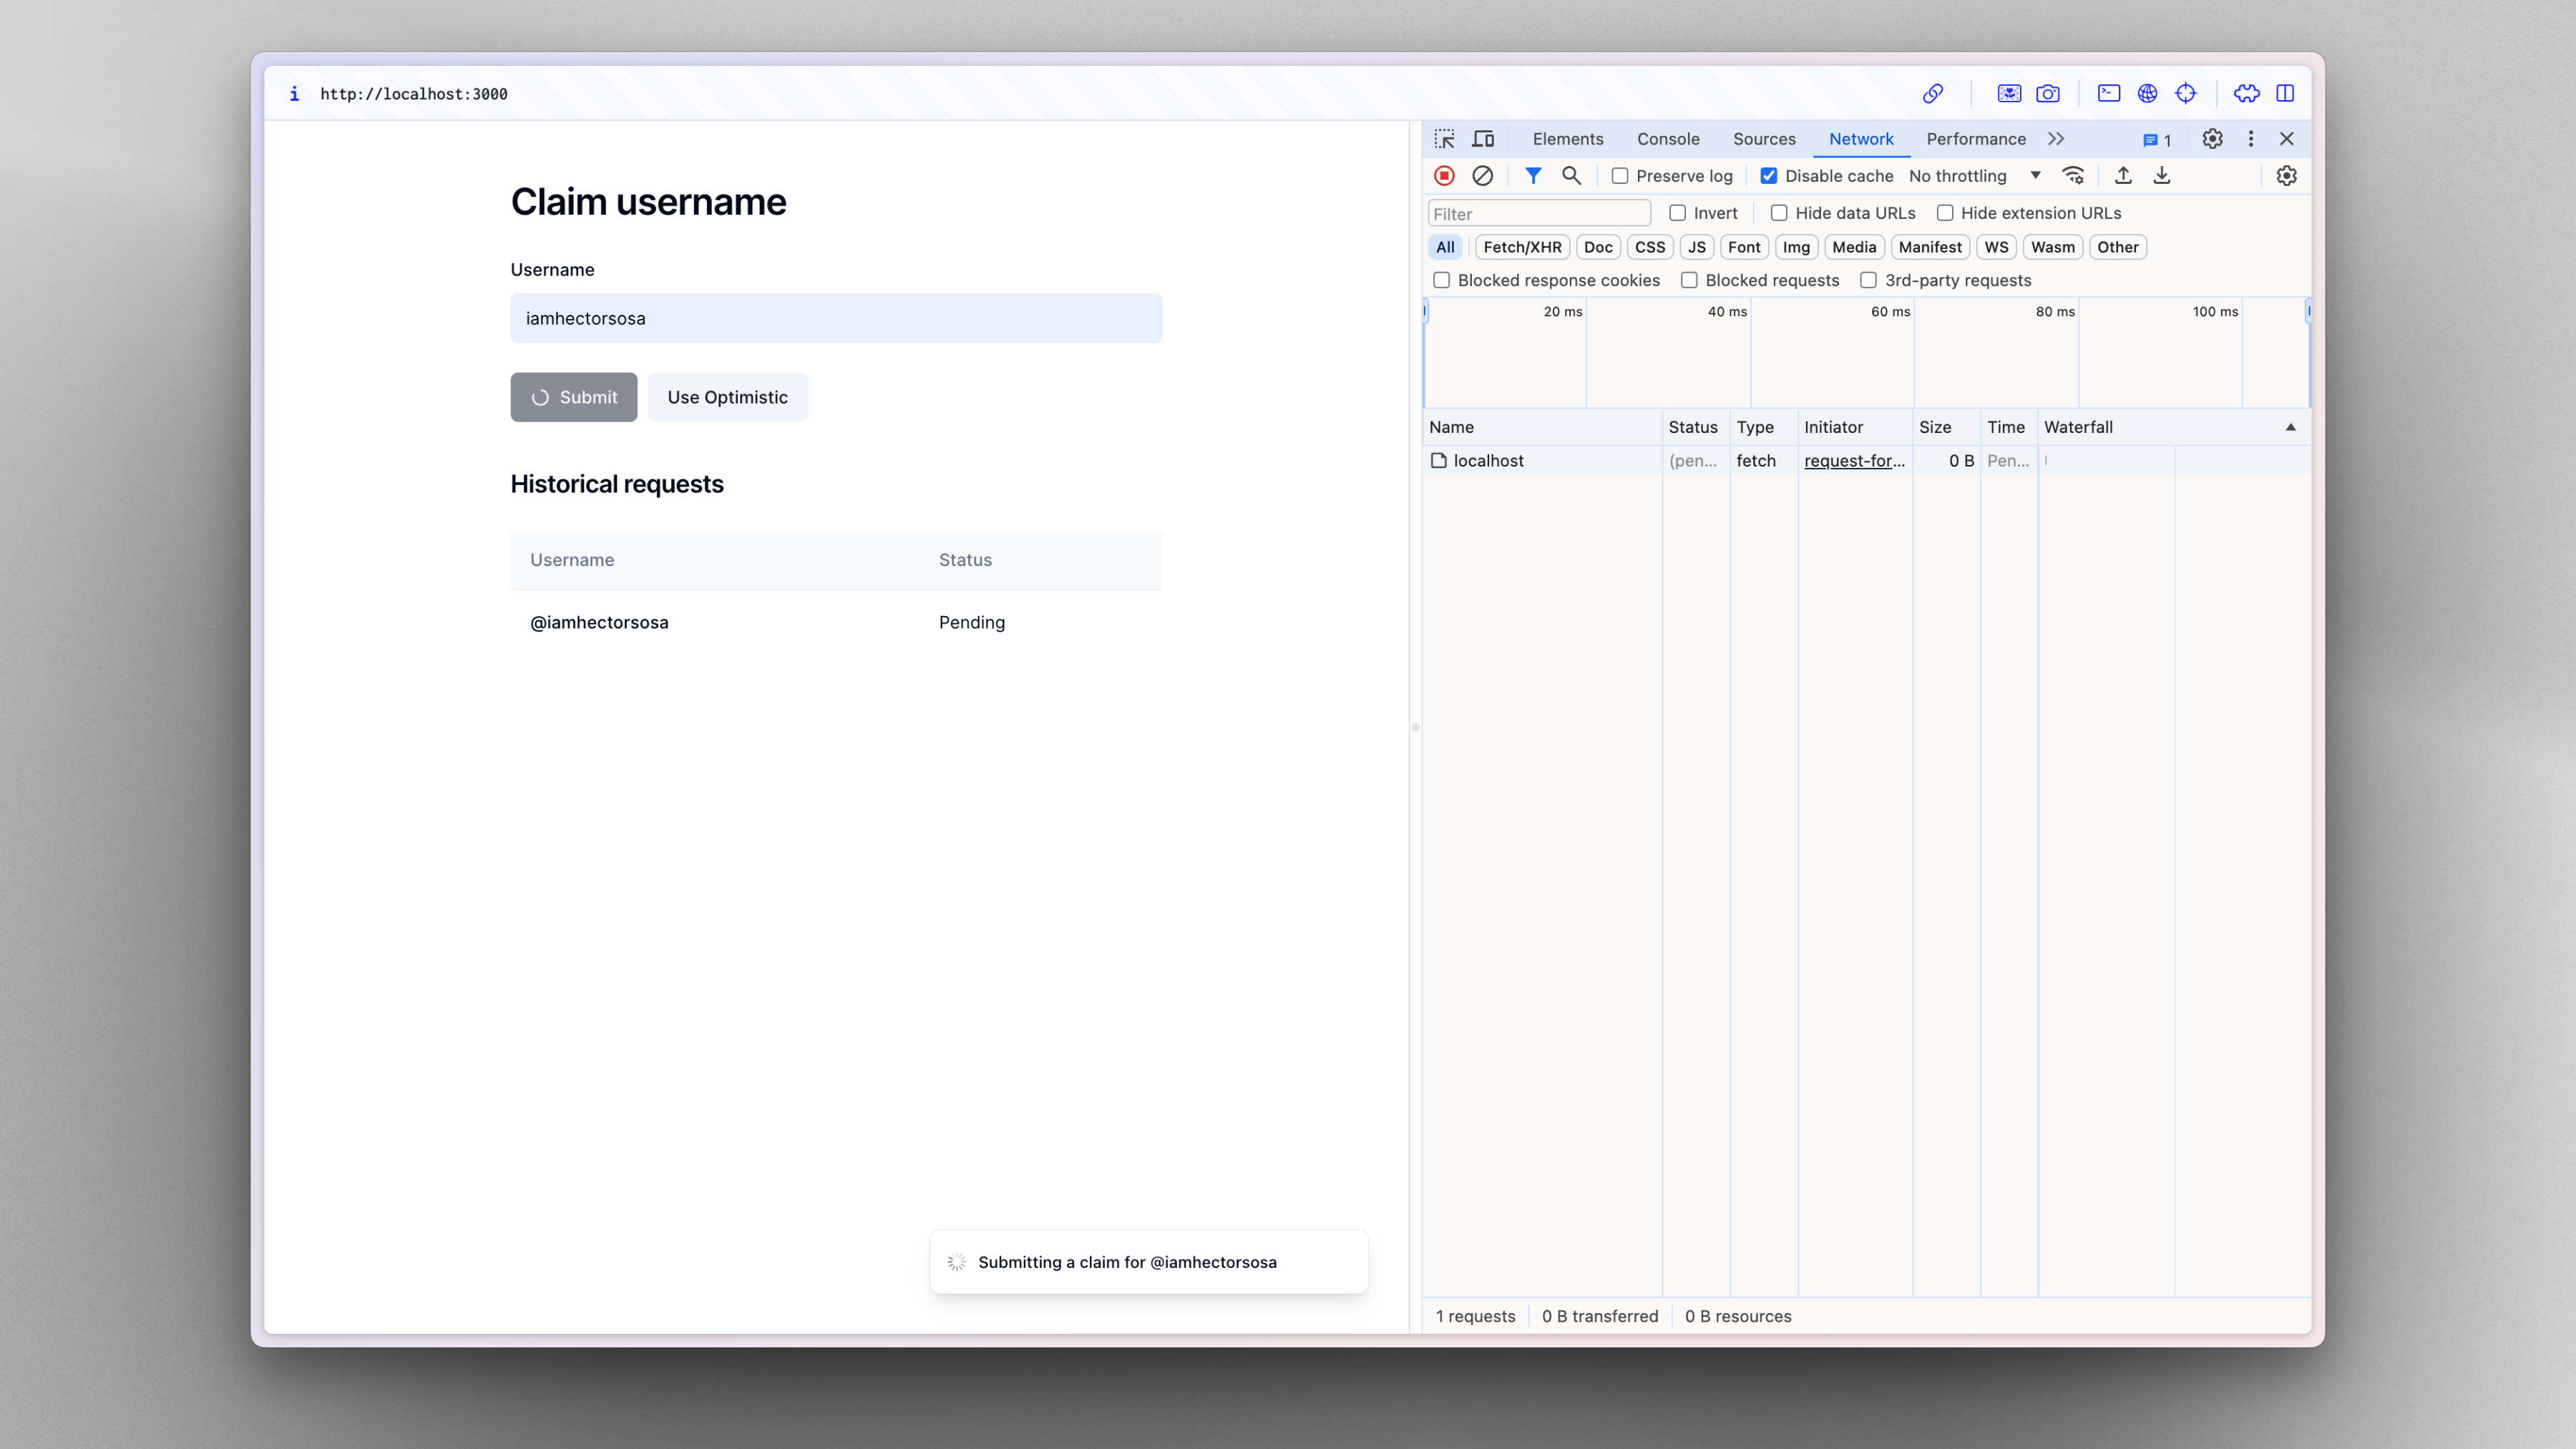 http://localhost:3000
Claim username
Username
iamhectorsosa
Submit Use Optimistic
Historical requests
Username Status
@iamhectorsosa Pending
Submitting a claim for @iamhectorsosa
Elements Console Sources Network Performance 1
Preserve log Disable cache No throttling
Filter Invert Hide data URLs Hide extension URLs
All Fetch/XHR Doc CSS JS Font Img Media Manifest WS Wasm Other
Blocked response cookies Blocked requests 3rd-party requests
20 ms 40 ms 60 ms 80 ms 100 ms
Name Status Type Initiator Size Time Waterfall
localhost (pen... fetch request-for... 0 B Pen...
1 requests 0 B transferred 0 B resources